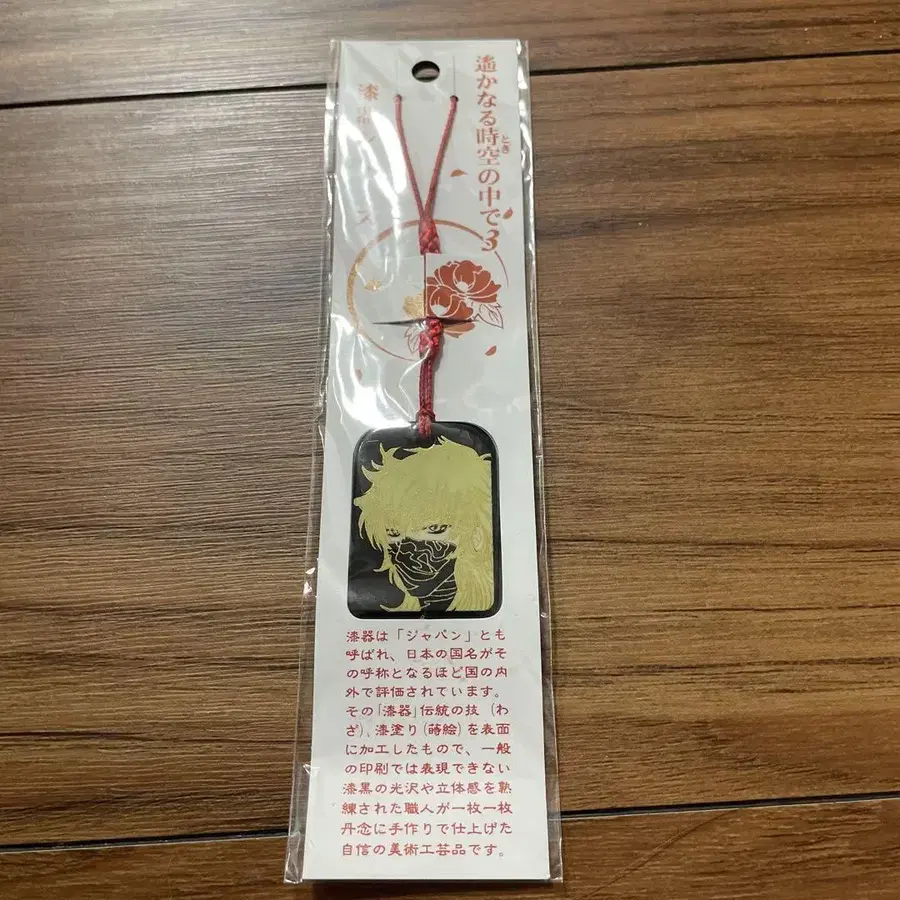 遙かなる時空の中で3
とき
漆
ス
漆器は「ジャパン」とも
呼ばれ、日本の国名がそ
の呼称となるほど国の内
外で評価されています。
その「漆器」伝統の技(わ
ざ)、漆塗り(蒔絵)を表面
に加工したもので、一般
の印刷では表現できない
漆黒の光沢や立体感を熟
練された職人が一枚一枚
丹念に手作りで仕上げた
自信の美術工芸品です。